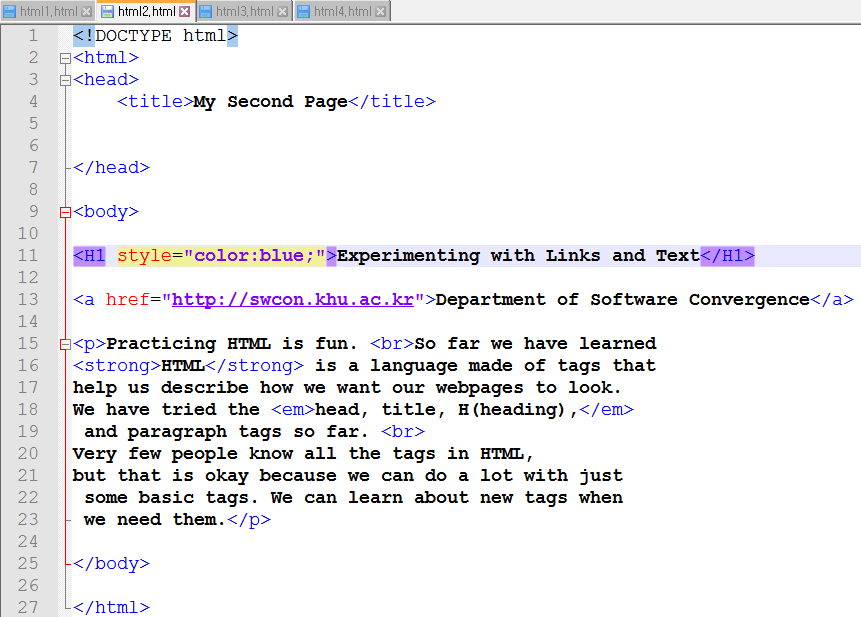 html1.html html2.html html3.html html4.html
1 <!DOCTYPE html>
2 <html>
3 <head>
4 <title>My Second Page</title>
5
6
7 </head>
8
9 <body>
10
11 <H1 style="color:blue;">Experimenting with Links and Text</H1>
12
13 <a href="http://swcon.khu.ac.kr">Department of Software Convergence</a>
14
15 <p>Practicing HTML is fun. <br>So far we have learned
16 <strong>HTML</strong> is a language made of tags that
17 help us describe how we want our webpages to look.
18 We have tried the <em>head, title, H(heading),</em>
19 and paragraph tags so far. <br>
20 Very few people know all the tags in HTML,
21 but that is okay because we can do a lot with just
22 some basic tags. We can learn about new tags when
23 we need them.</p>
24
25 </body>
26
27 </html>